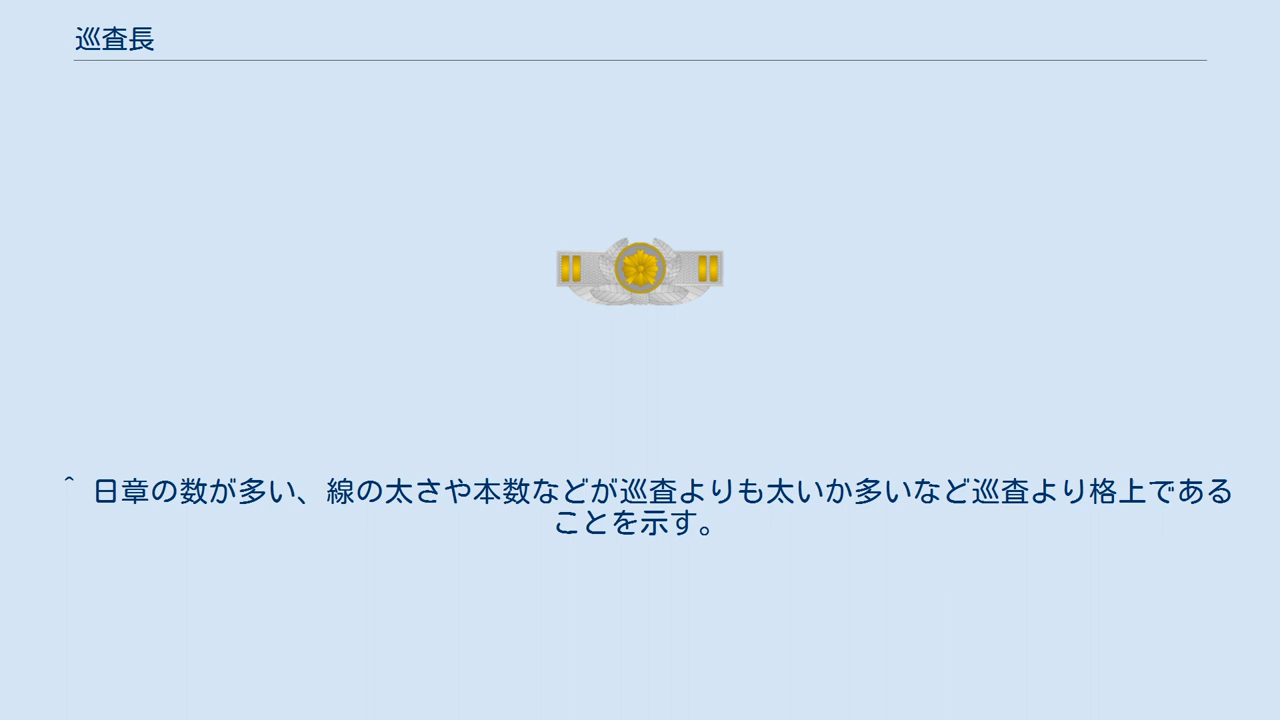 巡査長
^ 日章の数が多い、線の太さや本数などが巡査よりも太いか多いなど巡査より格上である
ことを示す。